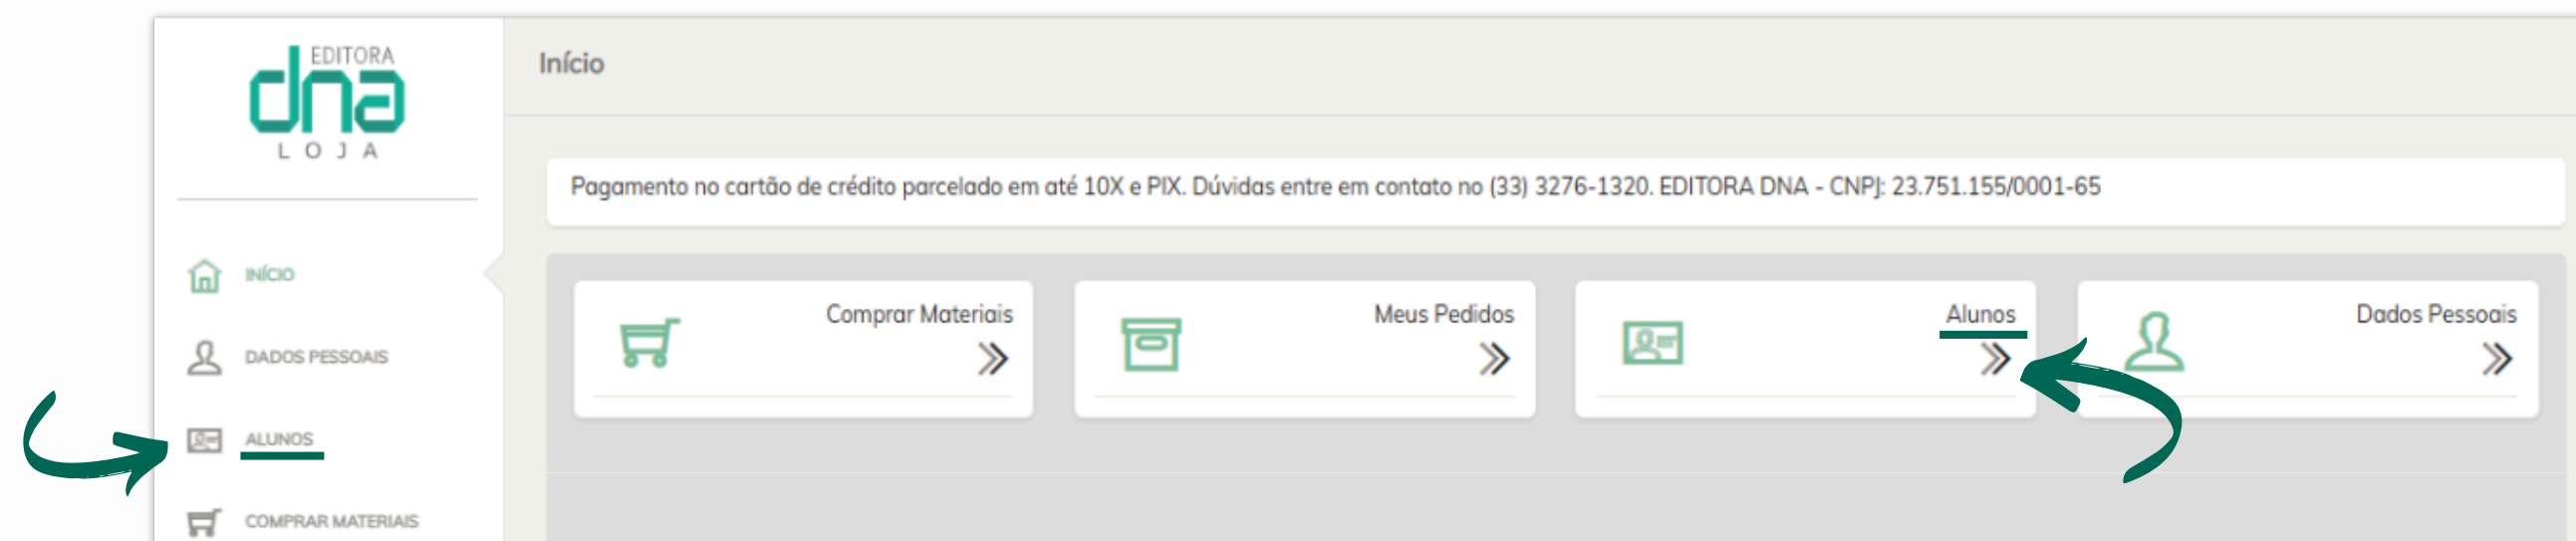 EDITORA
dna
LOJA
INÍCIO
DADOS PESSOAIS
ALUNOS
COMPRAR MATERIAIS
Início
Pagamento no cartão de crédito parcelado em até 10X e PIX. Dúvidas entre em contato no (33) 3276-1320. EDITORA DNA - CNPJ: 23.751.155/0001-65
Comprar Materiais
Meus Pedidos
Alunos
Dados Pessoais